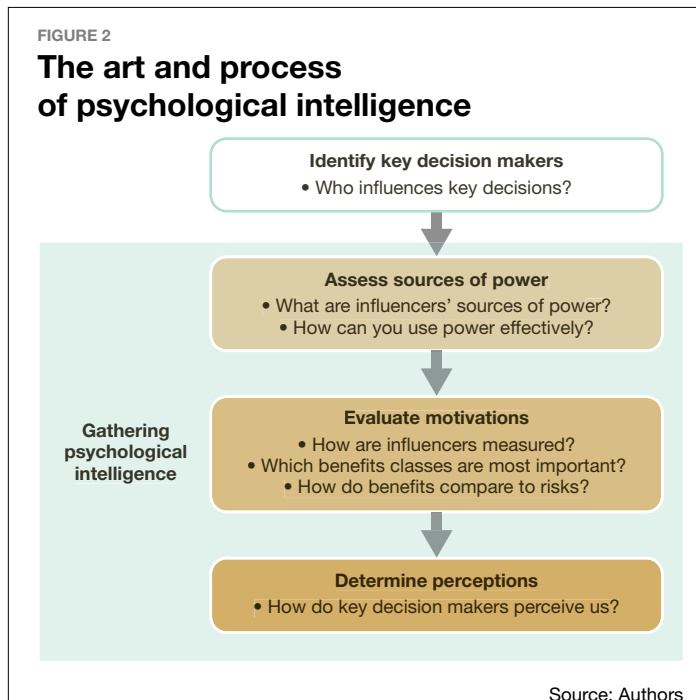 FIGURE 2
The art and process
of psychological intelligence
Identify key decision makers
• Who influences key decisions?
Assess sources of power
• What are influencers’ sources of power?
• How can you use power effectively?
Gathering
psychological
intelligence
Evaluate motivations
• How are influencers measured?
• Which benefits classes are most important?
• How do benefits compare to risks?
Determine perceptions
• How do key decision makers perceive us?
Source: Authors